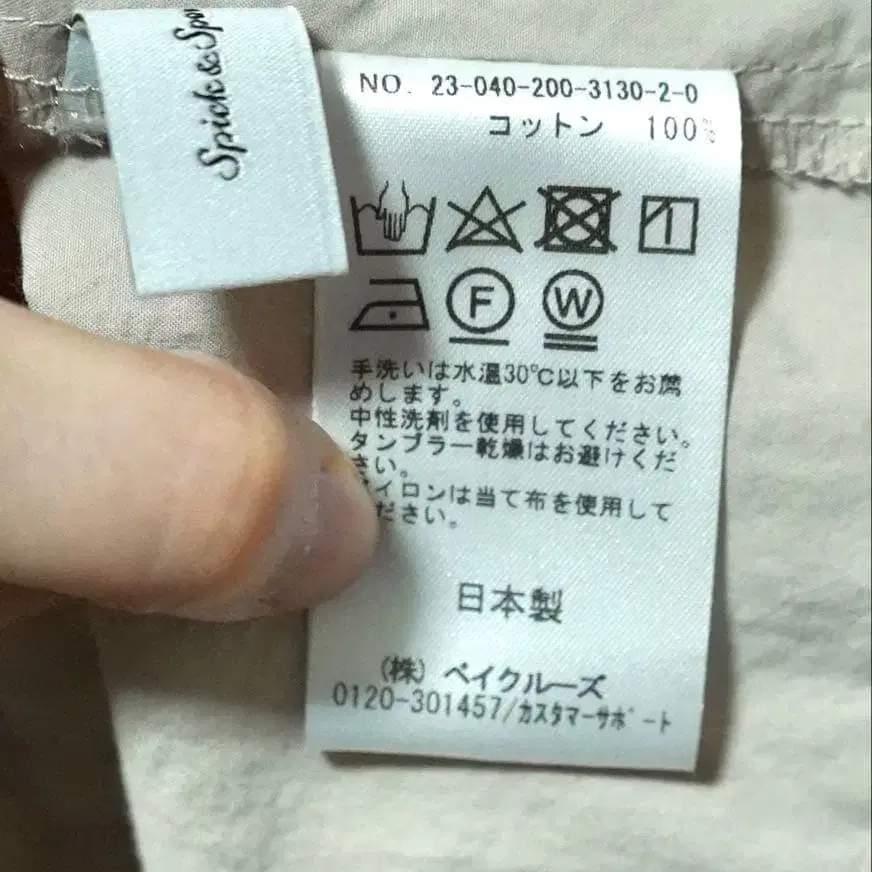 Spick & Sp
NO. 23-040-200-3130-2-0
コットン 100%
F
W
手洗いは水温30℃以下をお薦
めします。
中性洗剤を使用してください。
タンブラー乾燥はお避けくだ
さい。
イロンは当て布を使用して
ださい。
日本製
(株) ベイクルーズ
0120-301457/カスタマーサポート